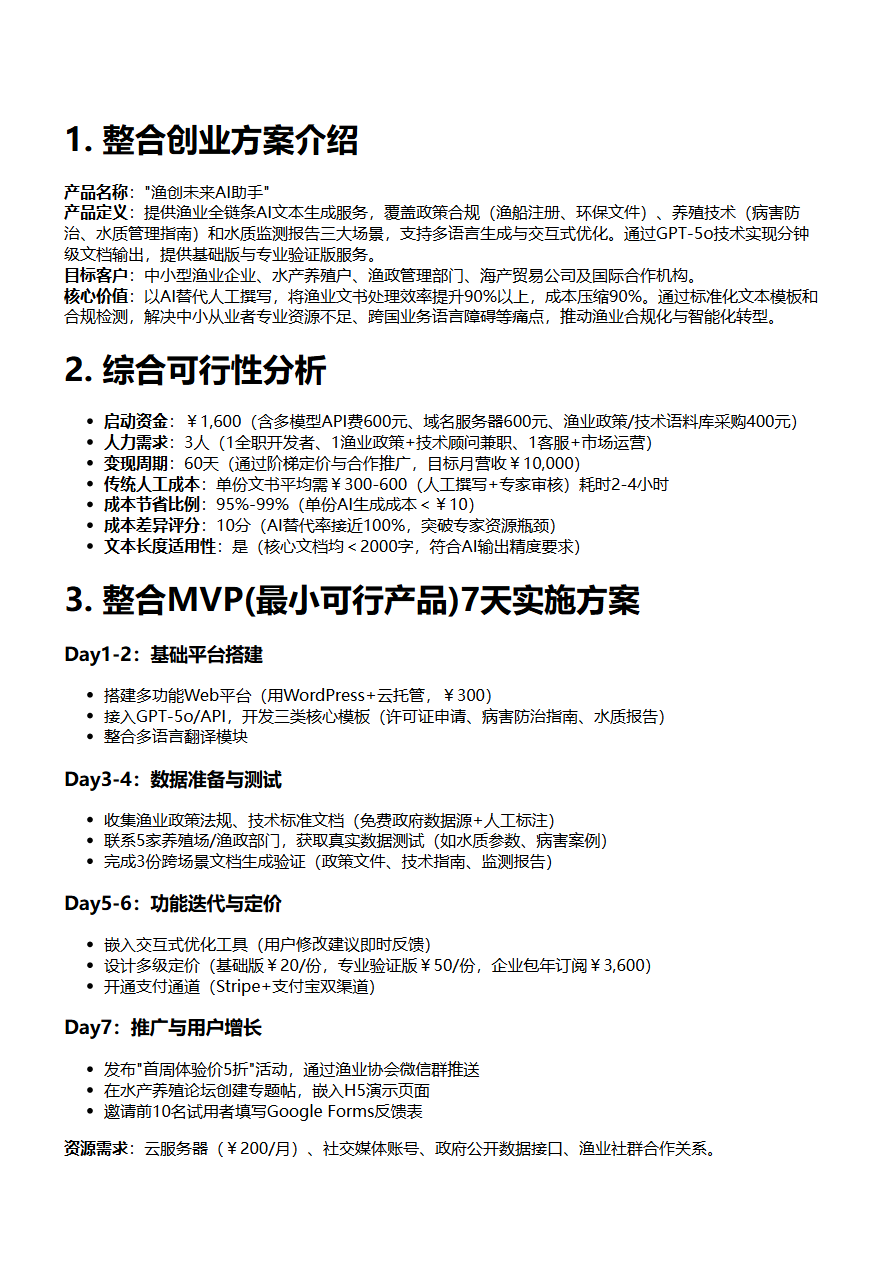 1. 整合创业方案介绍
产品名称："渔创未来AI助手"
产品定义：提供渔业全链条AI文本生成服务，覆盖政策合规（渔船注册、环保文件）、养殖技术（病害防
治、水质管理指南）和水质监测报告三大场景，支持多语言生成与交互式优化。通过GPT-5o技术实现分钟
级文档输出，提供基础版与专业验证版服务。
目标客户：中小型渔业企业、水产养殖户、渔政管理部门、海产贸易公司及国际合作机构。
核心价值：以AI替代人工撰写，将渔业文书处理效率提升90%以上，成本压缩90%。通过标准化文本模板和
合规检测，解决中小从业者专业资源不足、跨国业务语言障碍等痛点，推动渔业合规化与智能化转型。
2. 综合可行性分析
• 启动资金：￥1,600（含多模型API费600元、域名服务器600元、渔业政策/技术语料库采购400元）
• 人力需求：3人（1全职开发者、1渔业政策+技术顾问兼职、1客服+市场运营）
• 变现周期：60天（通过阶梯定价与合作推广，目标月营收￥10,000）
• 传统人工成本：单份文书平均需￥300-600（人工撰写+专家审核）耗时2-4小时
• 成本节省比例：95%-99%（单份AI生成成本＜￥10）
• 成本差异评分：10分（AI替代率接近100%，突破专家资源瓶颈）
• 文本长度适用性：是（核心文档均＜2000字，符合AI输出精度要求）
3. 整合MVP(最小可行产品)7天实施方案
Day1-2：基础平台搭建
• 搭建多功能Web平台（用WordPress+云托管，￥300）
• 接入GPT-5o/API，开发三类核心模板（许可证申请、病害防治指南、水质报告）
• 整合多语言翻译模块
Day3-4：数据准备与测试
• 收集渔业政策法规、技术标准文档（免费政府数据源+人工标注）
• 联系5家养殖场/渔政部门，获取真实数据测试（如水质参数、病害案例）
• 完成3份跨场景文档生成验证（政策文件、技术指南、监测报告）
Day5-6：功能迭代与定价
• 嵌入交互式优化工具（用户修改建议即时反馈）
• 设计多级定价（基础版￥20/份，专业验证版￥50/份，企业包年订阅￥3,600）
• 开通支付通道（Stripe+支付宝双渠道）
Day7：推广与用户增长
• 发布"首周体验价5折"活动，通过渔业协会微信群推送
• 在水产养殖论坛创建专题帖，嵌入H5演示页面
• 邀请前10名试用者填写Google Forms反馈表
资源需求：云服务器（￥200/月）、社交媒体账号、政府公开数据接口、渔业社群合作关系。